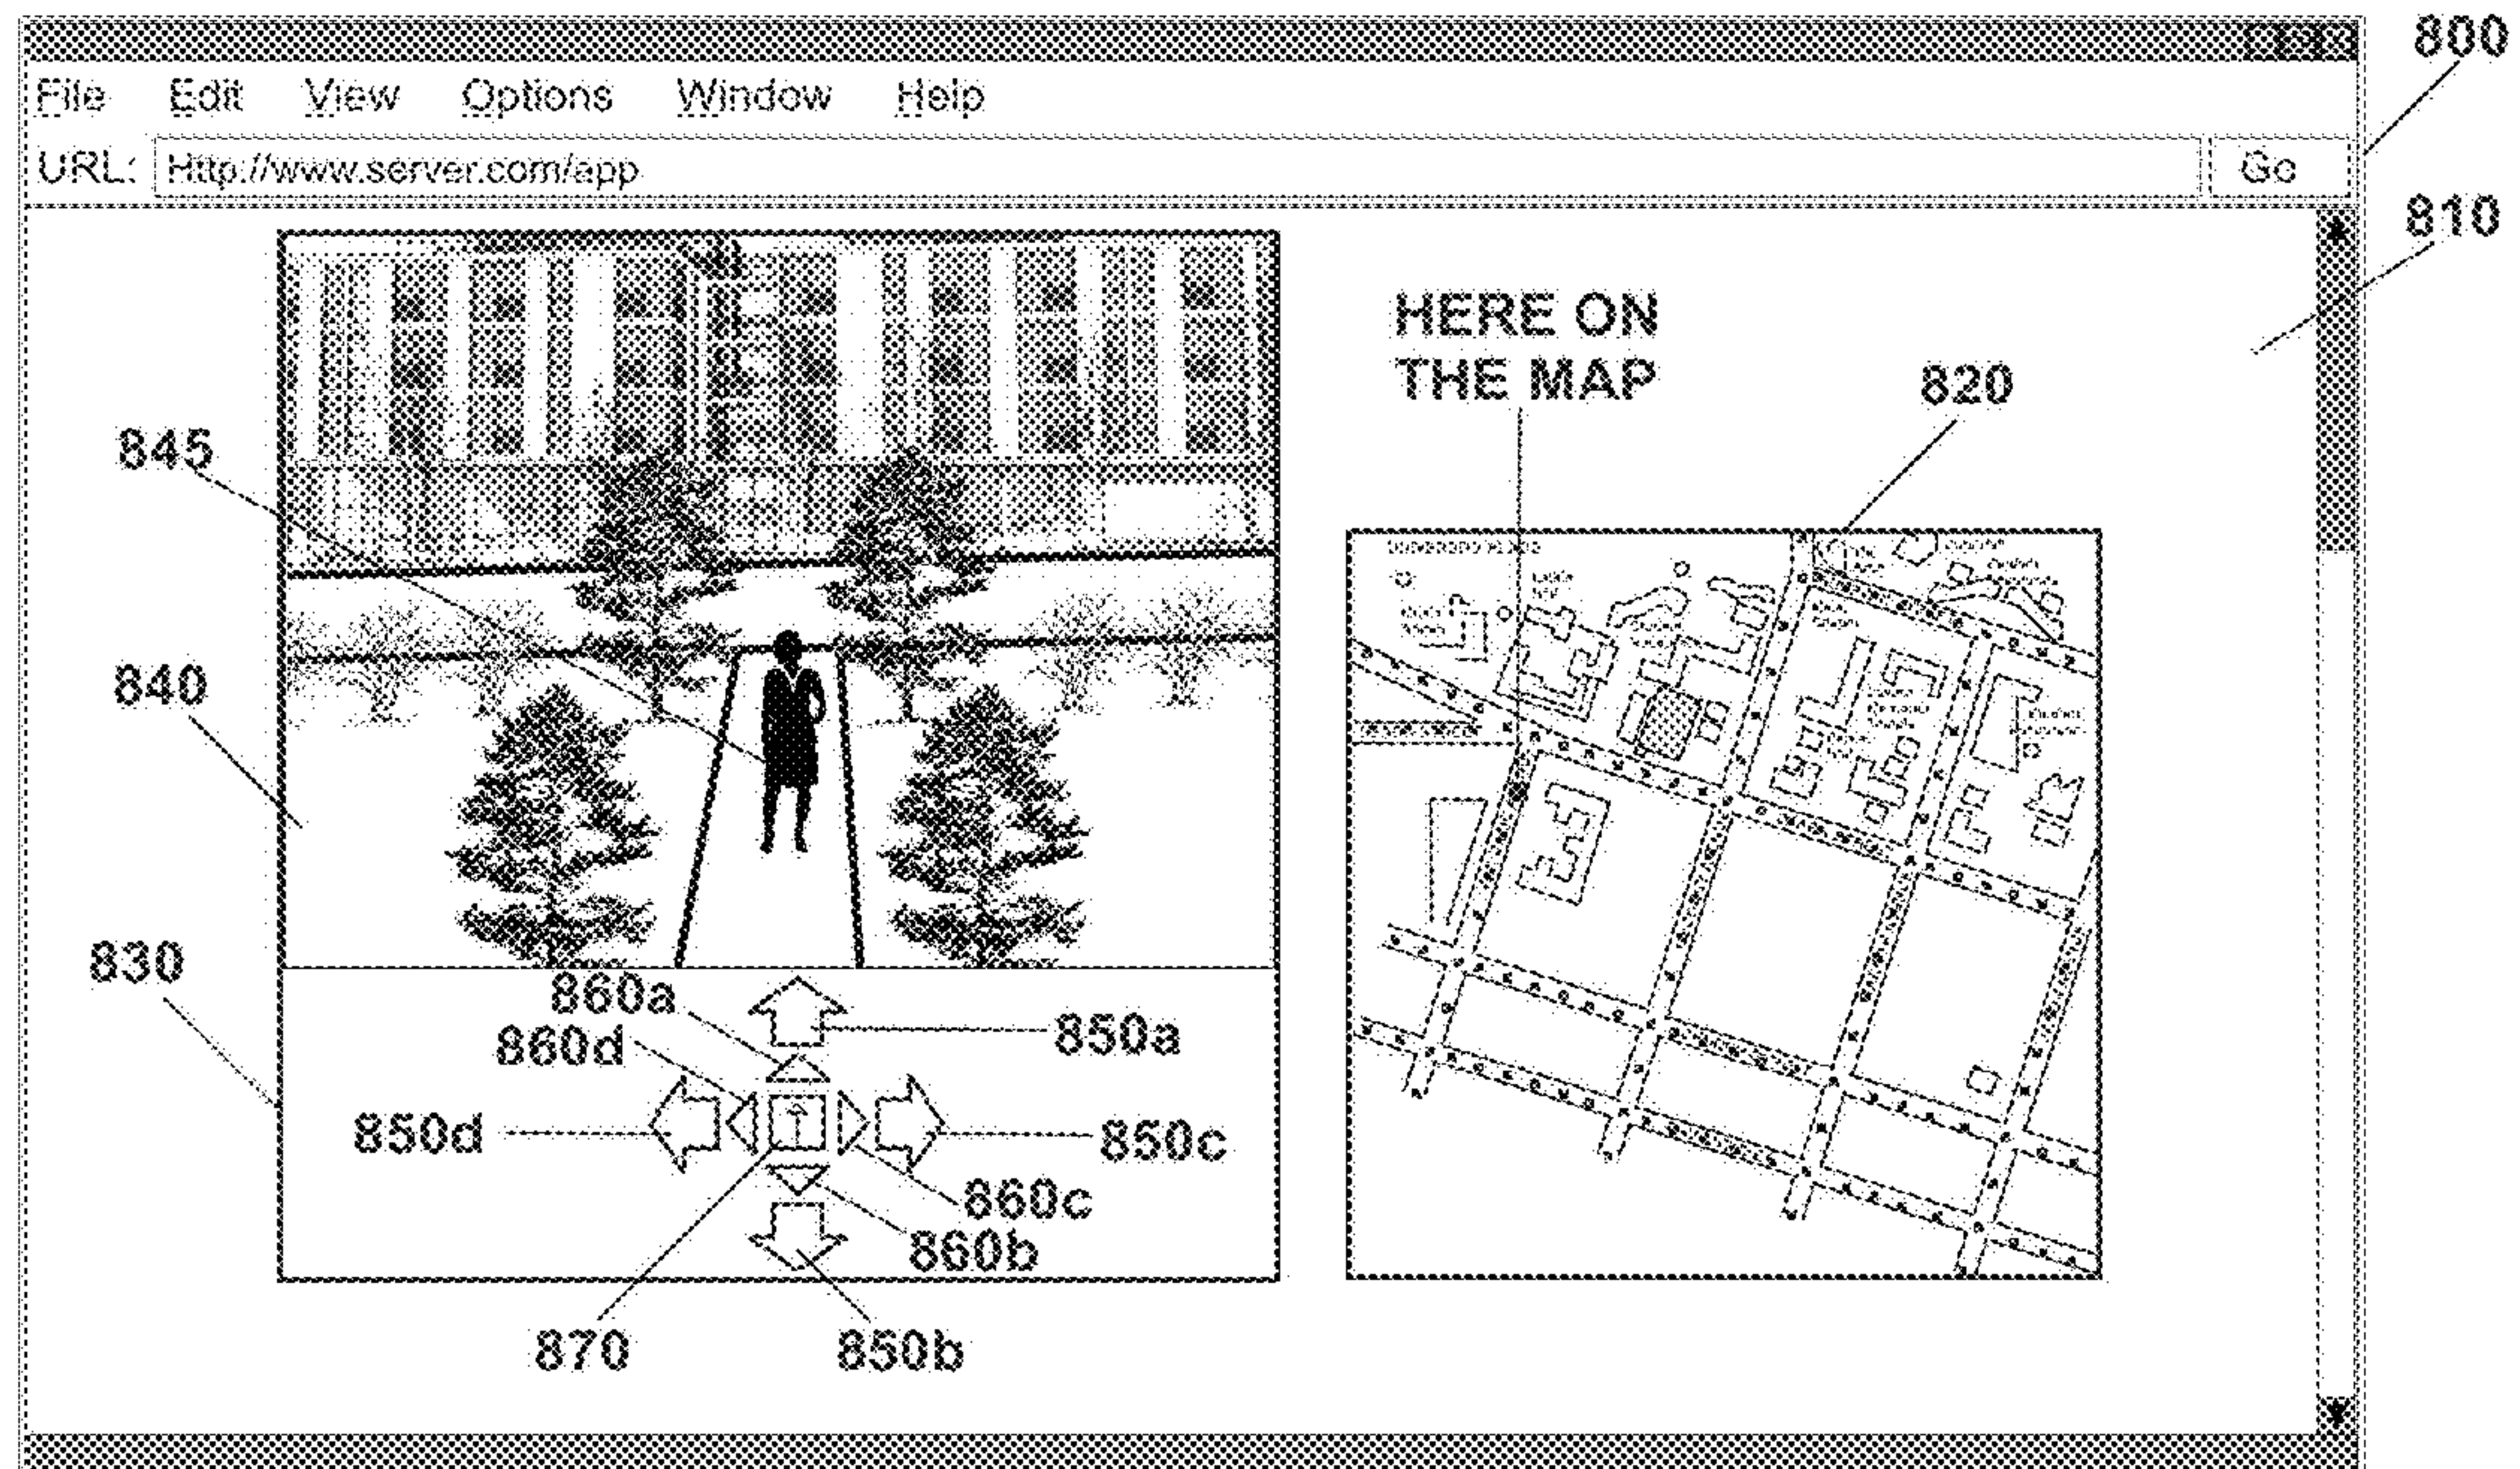 800
File Edit View Options Window Help
URL: Http://www.server.com/app Go
810
HERE ON
THE MAP
820
845
840
830
860a
860d
850a
850d
850c
860c
860b
870
850b